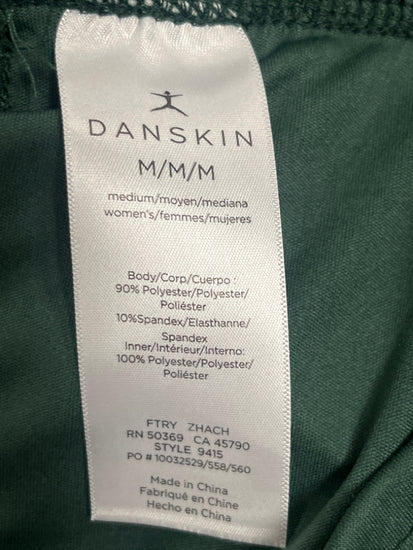 DANSKIN
M/M/M
medium/moyen/mediana
women's/femmes/mujeres
Body/Corp/Cuerpo :
90% Polyester/Polyester/
Poliéster
10%Spandex/Elasthanne/
Spandex
Inner/Intérieur/Interno:
100% Polyester/Polyester/
Poliéster
FTRY ZHACH
RN 50369 CA 45790
STYLE 9415
PO # 10032529/558/560
Made in China
Fabriqué en Chine
Hecho en China